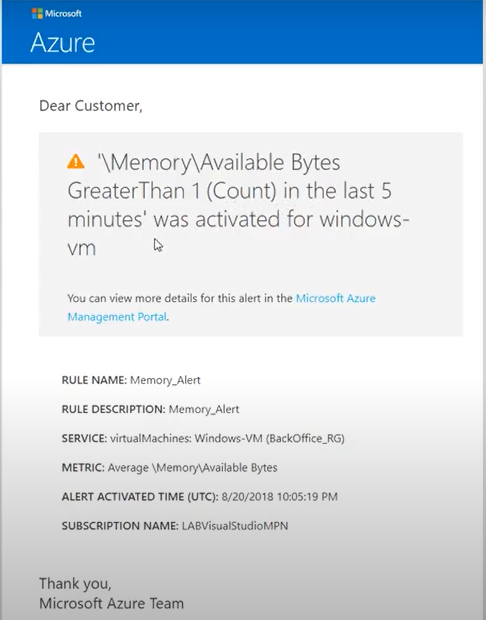 Microsoft
Azure
Dear Customer,
'\Memory\Available Bytes
GreaterThan 1 (Count) in the last 5
minutes' was activated for windows-
vm
You can view more details for this alert in the Microsoft Azure
Management Portal.
RULE NAME: Memory_Alert
RULE DESCRIPTION: Memory_Alert
SERVICE: virtualMachines: Windows-VM (BackOffice_RG)
METRIC: Average \Memory\Available Bytes
ALERT ACTIVATED TIME (UTC): 8/20/2018 10:05:19 PM
SUBSCRIPTION NAME: LABVisualStudioMPN
Thank you,
Microsoft Azure Team